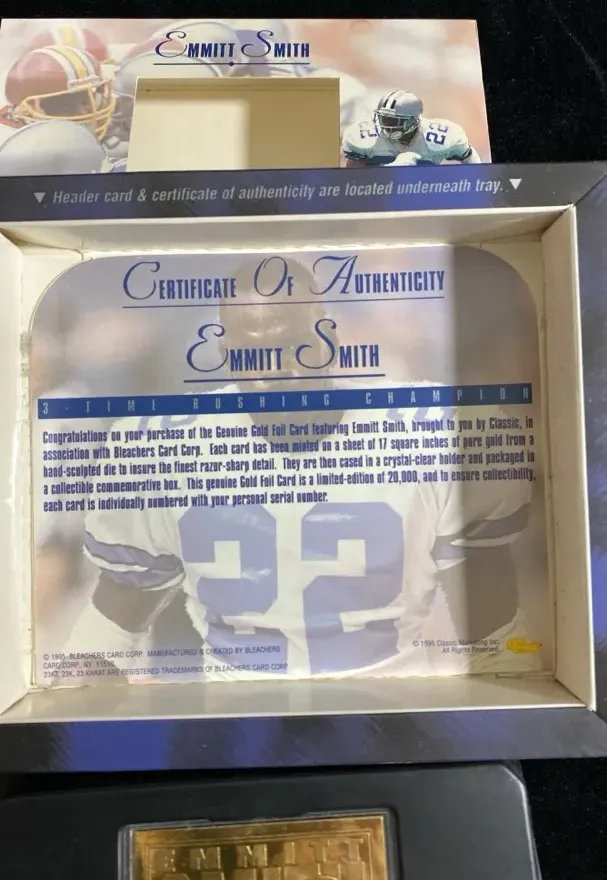 EMMITT SMITH
22
22
▼ Header card & certificate of authenticity are located underneath tray. ▼
CERTIFICATE OF AUTHENTICITY
EMMITT SMITH
3 - TIME RUSHING CHAMPION
Congratulations on your purchase of the Genuine Gold Foil Card featuring Emmitt Smith, brought to you by Classic, in
association with Bleachers Card Corp. Each card has been minted on a sheet of 17 square inches of pure gold from a
hand-sculpted die to insure the finest razor-sharp detail. They are then cased in a crystal-clear holder and packaged in
a collectible commemorative box. This genuine Gold Foil Card is a limited-edition of 20,000, and to ensure collectibility,
each card is individually numbered with your personal serial number.
22
© 1995 BLEACHERS CARD CORP. MANUFACTURED & CREATED BY BLEACHERS
CARD CORP., NY 11510
23KT, 23K, 23 KARAT ARE REGISTERED TRADEMARKS OF BLEACHERS CARD CORP
© 1995 Classic Marketing Inc.
All Rights Reserved.
EMMITT